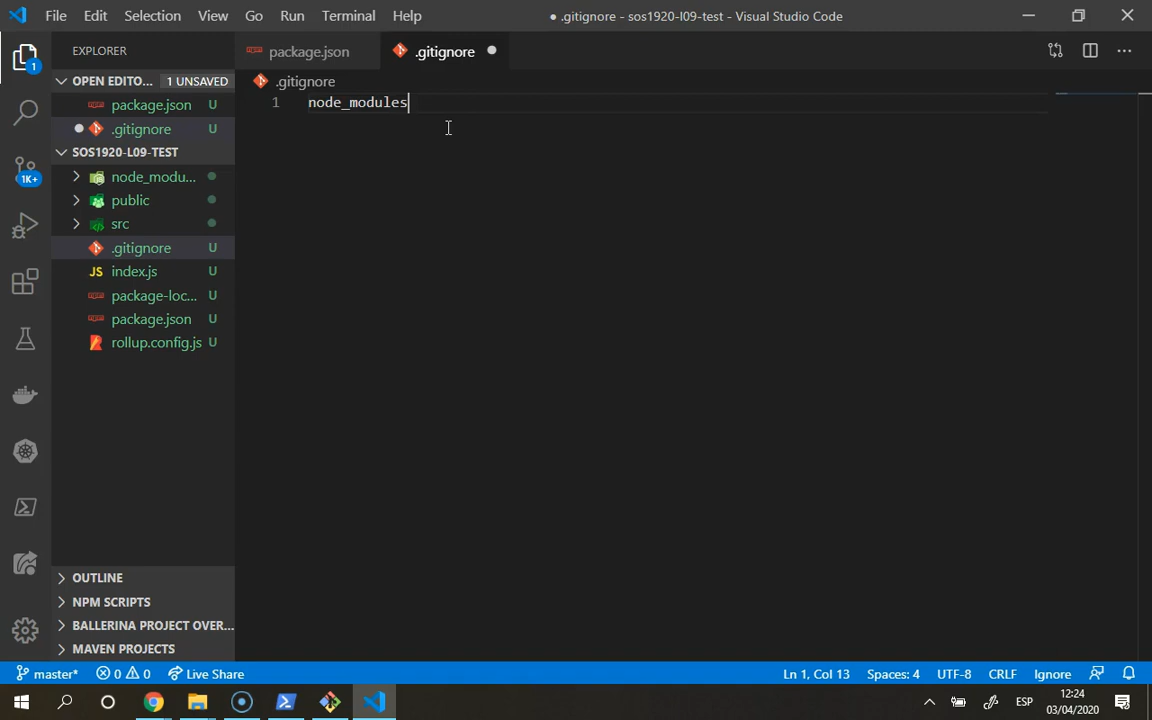 File Edit Selection View Go Run Terminal Help
● .gitignore - sos1920-l09-test - Visual Studio Code
EXPLORER
package.json
.gitignore
OPEN EDITO... 1 UNSAVED
.gitignore
package.json U
1 node_modules
.gitignore U
SOS1920-L09-TEST
node_modu...
public
src
.gitignore U
index.js U
package-loc... U
package.json U
rollup.config.js U
1
1K+
OUTLINE
NPM SCRIPTS
BALLERINA PROJECT OVER...
MAVEN PROJECTS
master* 0 0 Live Share
Ln 1, Col 13 Spaces: 4 UTF-8 CRLF Ignore
ESP
12:24
03/04/2020